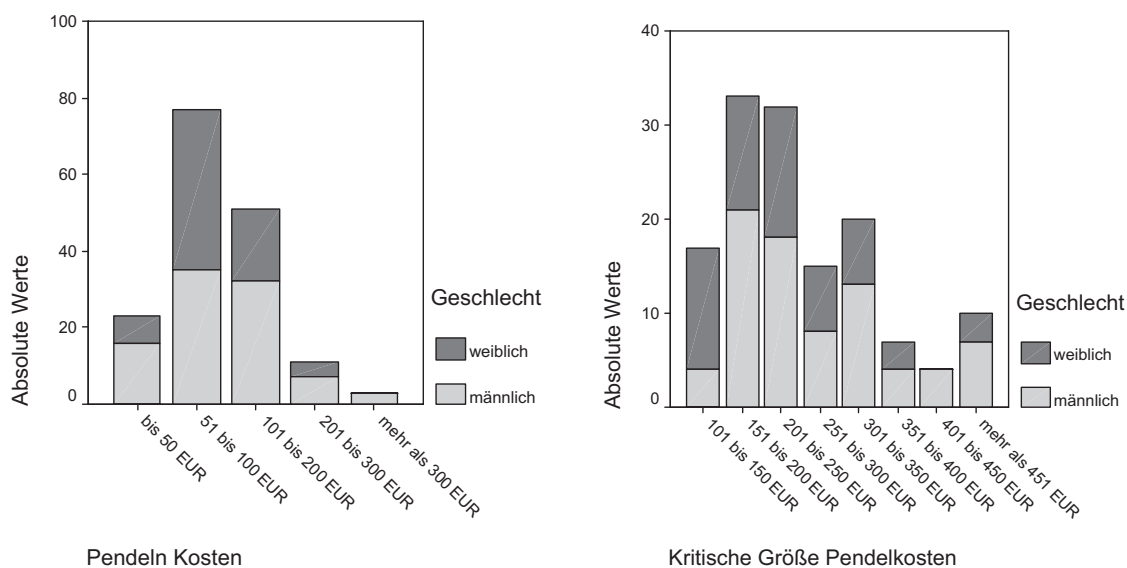 100
80
60
40
20
0
Absolute Werte
bis 50 EUR
51 bis 100 EUR
101 bis 200 EUR
201 bis 300 EUR
mehr als 300 EUR
Geschlecht
weiblich
männlich
Pendeln Kosten
40
30
20
10
0
Absolute Werte
101 bis 150 EUR
151 bis 200 EUR
201 bis 250 EUR
251 bis 300 EUR
301 bis 350 EUR
351 bis 400 EUR
401 bis 450 EUR
mehr als 451 EUR
Geschlecht
weiblich
männlich
Kritische Größe Pendelkosten